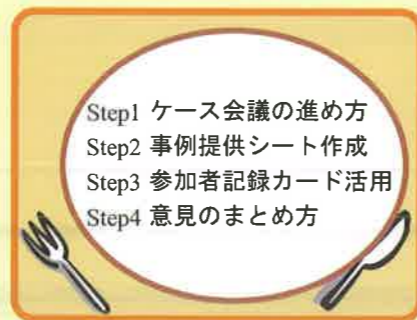 Step1 ケース会議の進め方
Step2 事例提供シート作成
Step3 参加者記録カード活用
Step4 意見のまとめ方